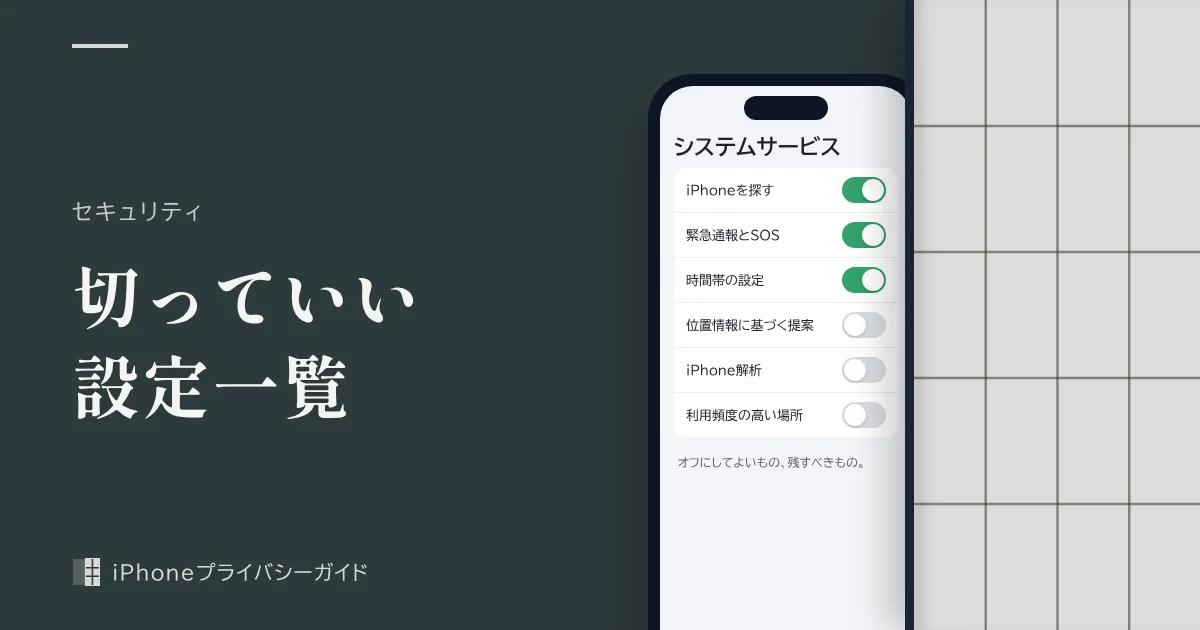 セキュリティ
切っていい
設定一覧
iPhoneプライバシーガイド
システムサービス
iPhoneを探す
緊急通報とSOS
時間帯の設定
位置情報に基づく提案
iPhone解析
利用頻度の高い場所
オフにしてよいもの、残すべきもの。